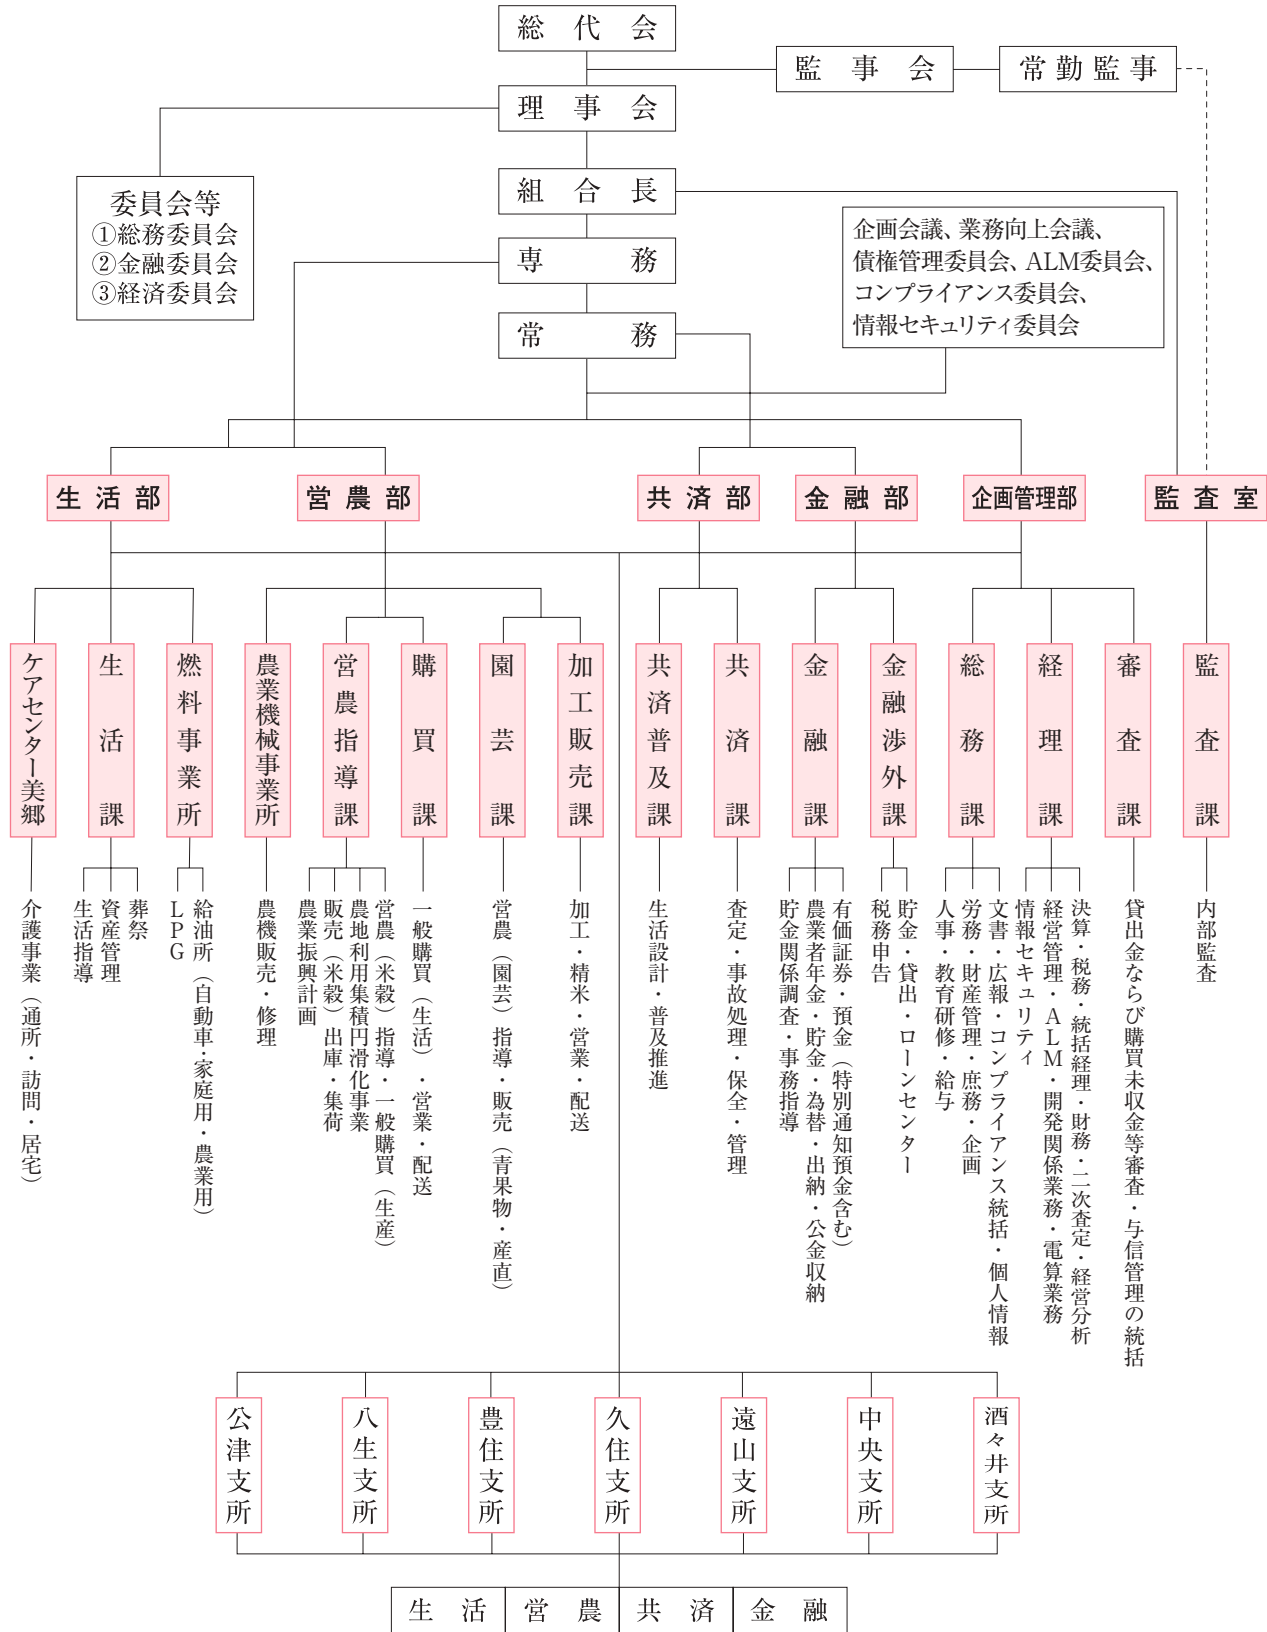 総代会
監事会
常勤監事
理事会
組合長
委員会等
①総務委員会
②金融委員会
③経済委員会
企画会議、業務向上会議、
債権管理委員会、ALM委員会、
コンプライアンス委員会、
情報セキュリティ委員会
専務
常務
生活部
営農部
共済部
金融部
企画管理部
監査室
ケアセンター美郷
生活課
燃料事業所
農業機械事業所
営農指導課
購買課
園芸課
加工販売課
共済普及課
共済課
金融課
金融渉外課
総務課
経理課
審査課
監査課
介護事業（通所・訪問・居宅）
葬祭
資産管理
生活指導
給油所（自動車・家庭用・農業用）
LPG
農機販売・修理
営農（米穀）指導・一般購買（生産）
農地利用集積円滑化事業
販売（米穀）出庫・集荷
農業振興計画
一般購買（生活）・営業・配送
営農（園芸）指導・販売（青果物・産直）
加工・精米・営業・配送
生活設計・普及推進
査定・事故処理・保全・管理
有価証券・預金（特別通知預金含む）
農業者年金・貯金・為替・出納・公金収納
貯金関係調査・事務指導
貯金・貸出・ローンセンター
税務申告
文書・広報・コンプライアンス統括・個人情報
労務・財産管理・庶務・企画
人事・教育研修・給与
決算・税務・統括経理・財務・二次査定・経営分析
経営管理・ALM・開発関係業務・電算業務
情報セキュリティ
貸出金ならび購買未収金等審査・与信管理の統括
内部監査
公津支所
八生支所
豊住支所
久住支所
遠山支所
中央支所
酒々井支所
生活
営農
共済
金融